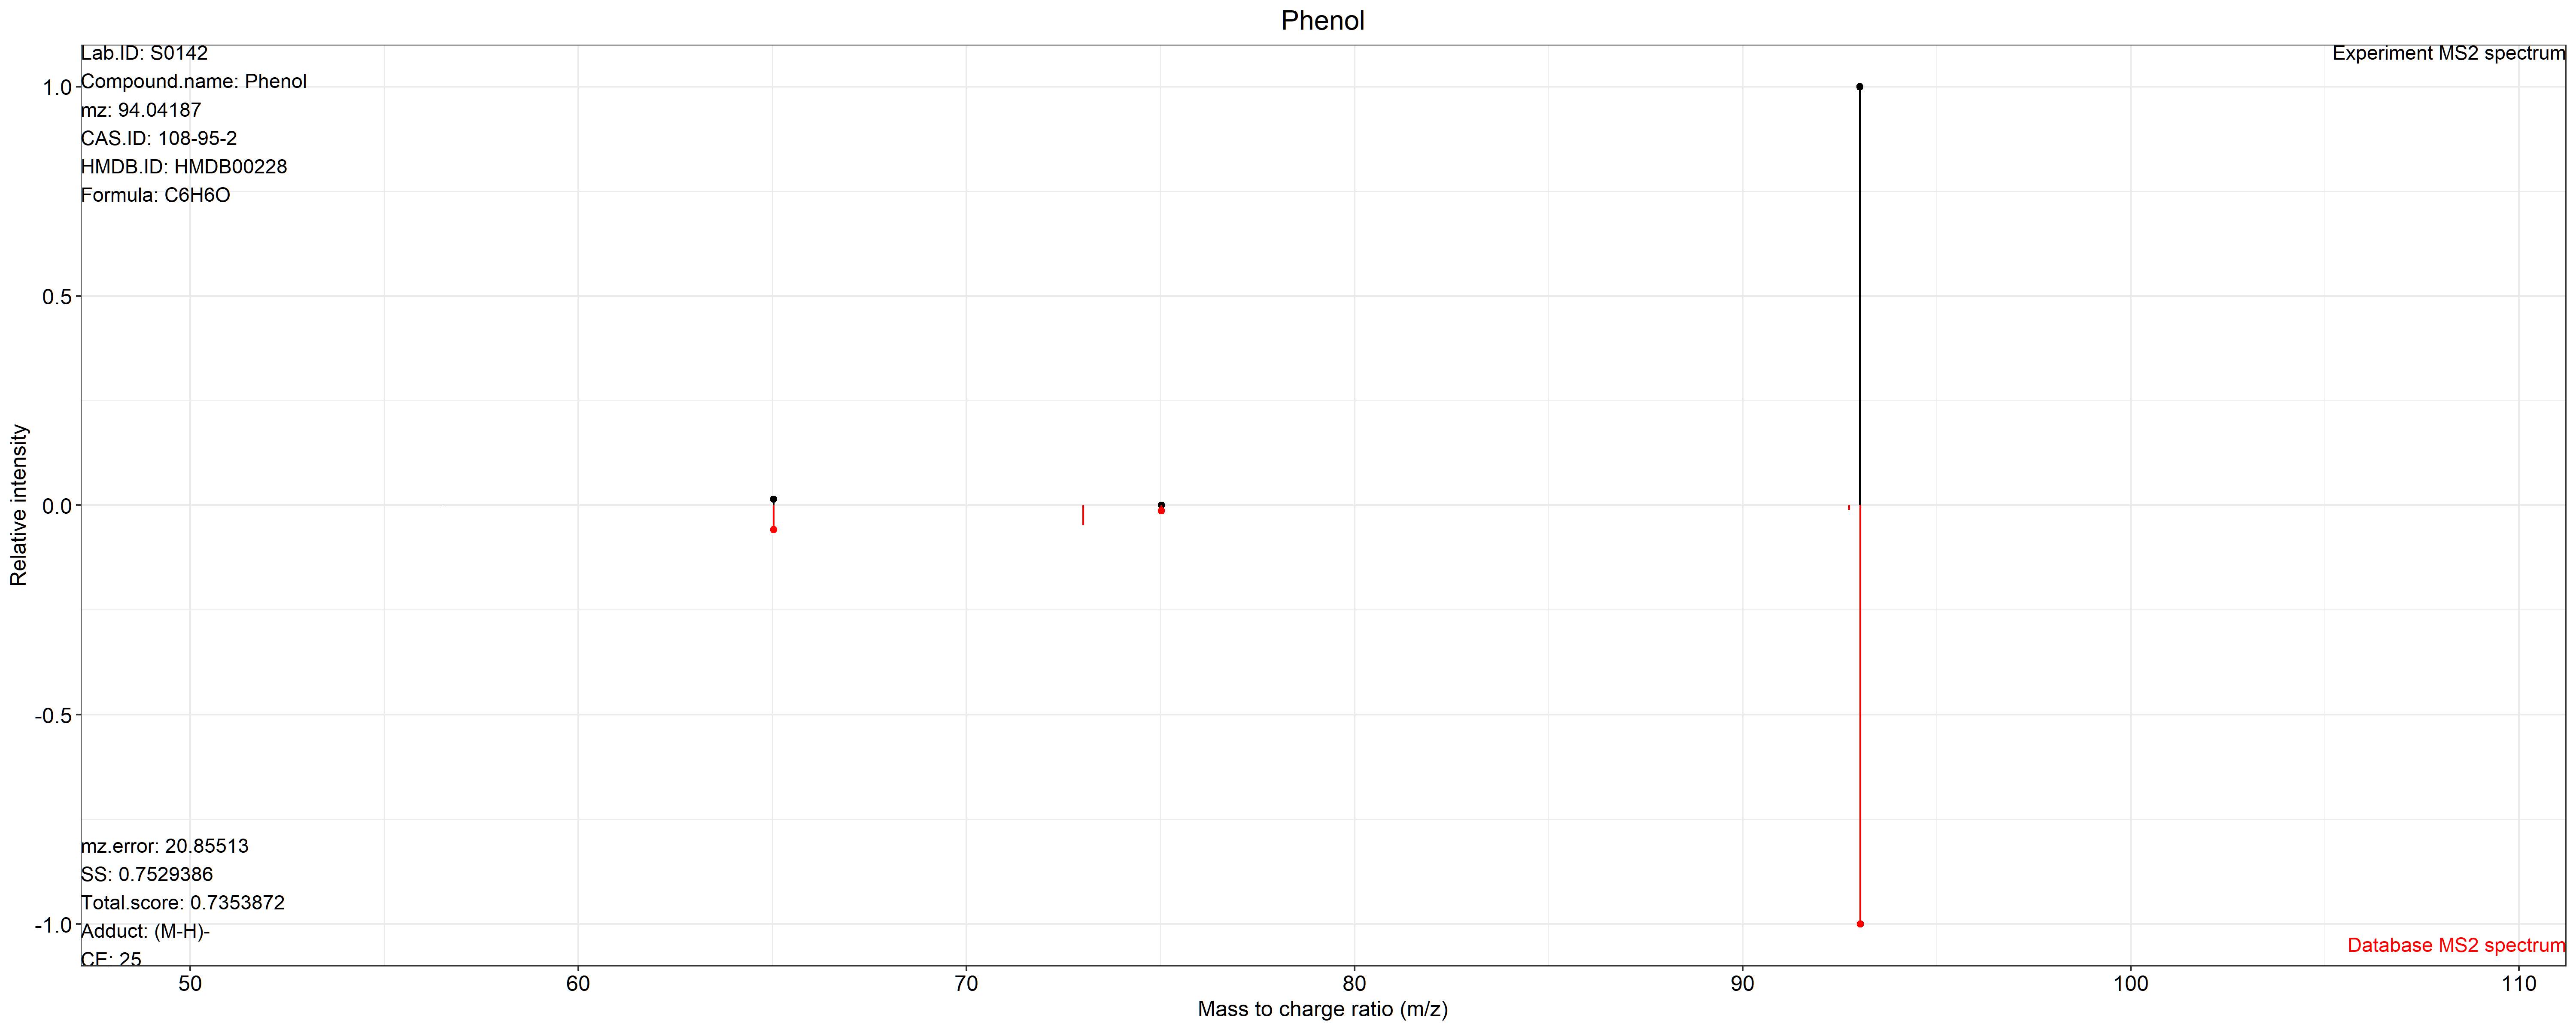 Phenol
Lab.ID: S0142
Compound.name: Phenol
mz: 94.04187
CAS.ID: 108-95-2
HMDB.ID: HMDB00228
Formula: C6H6O
Experiment MS2 spectrum
1.0
0.5
0.0
-0.5
-1.0
Relative intensity
mz.error: 20.85513
SS: 0.7529386
Total.score: 0.7353872
Adduct: (M-H)-
CE: 25
Database MS2 spectrum
50 60 70 80 90 100 110
Mass to charge ratio (m/z)